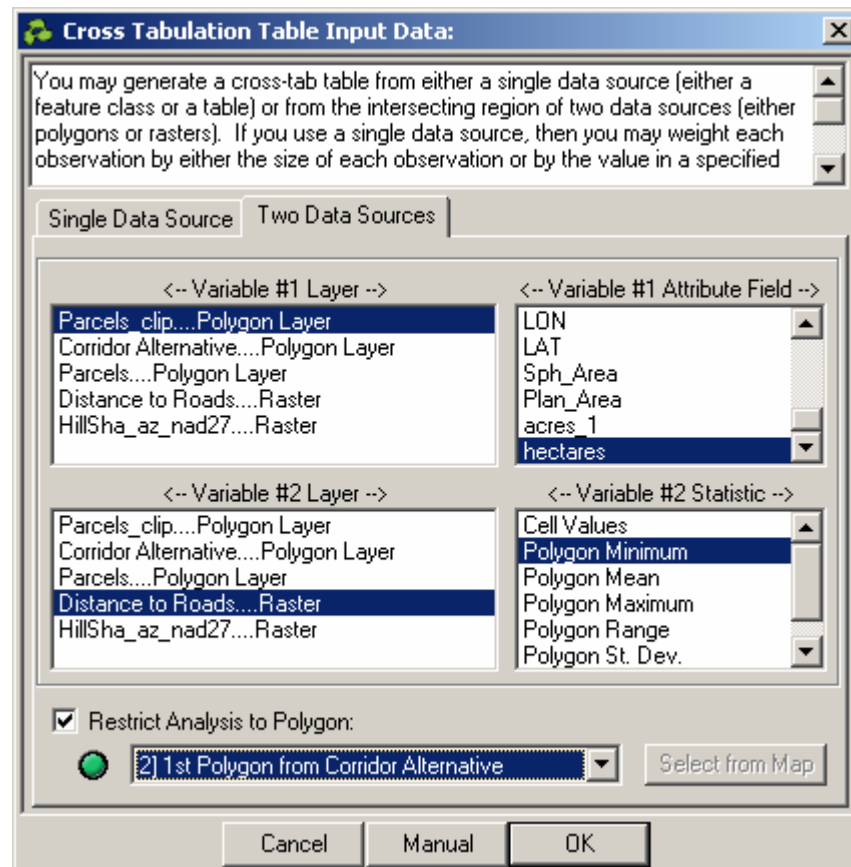 Cross Tabulation Table Input Data:
You may generate a cross-tab table from either a single data source (either a
feature class or a table) or from the intersecting region of two data sources (either
polygons or rasters).  If you use a single data source, then you may weight each
observation by either the size of each observation or by the value in a specified
Single Data Source
Two Data Sources
<-- Variable #1 Layer -->
Parcels_clip....Polygon Layer
Corridor Alternative....Polygon Layer
Parcels....Polygon Layer
Distance to Roads....Raster
HillSha_az_nad27....Raster
<-- Variable #1 Attribute Field -->
LON
LAT
Sph_Area
Plan_Area
acres_1
hectares
<-- Variable #2 Layer -->
Parcels_clip....Polygon Layer
Corridor Alternative....Polygon Layer
Parcels....Polygon Layer
Distance to Roads....Raster
HillSha_az_nad27....Raster
<-- Variable #2 Statistic -->
Cell Values
Polygon Minimum
Polygon Mean
Polygon Maximum
Polygon Range
Polygon St. Dev.
Restrict Analysis to Polygon:
2] 1st Polygon from Corridor Alternative
Select from Map
Cancel
Manual
OK